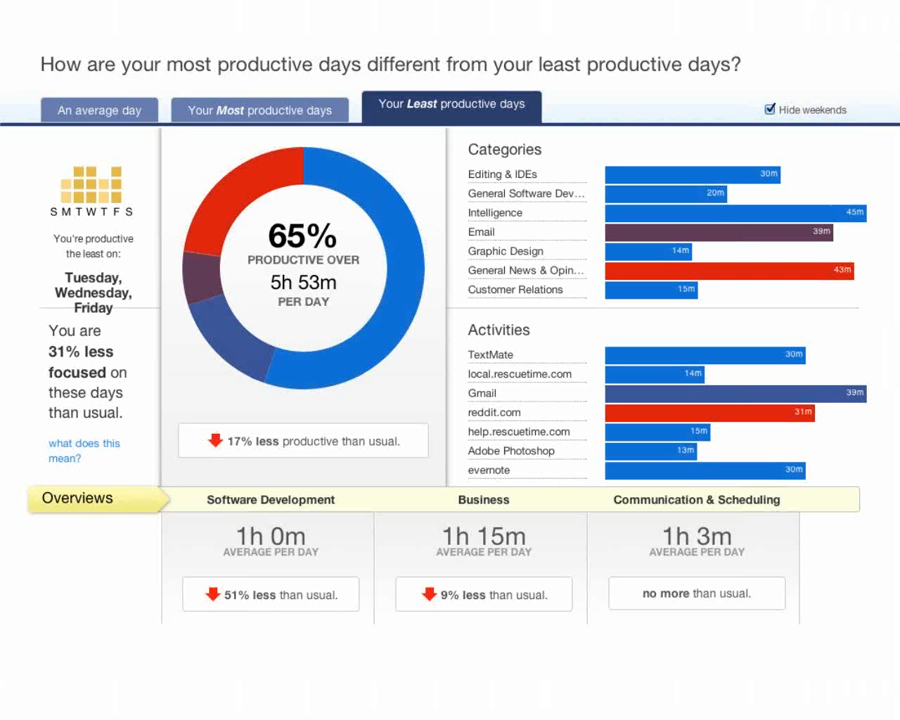 How are your most productive days different from your least productive days?
An average day
Your Most productive days
Your Least productive days
Hide weekends
S M T W T F S
You're productive
the least on:
Tuesday,
Wednesday,
Friday
You are
31% less
focused on
these days
than usual.
what does this
mean?
65%
PRODUCTIVE OVER
5h 53m
PER DAY
17% less productive than usual.
Categories
Editing & IDEs 30m
General Software Dev... 20m
Intelligence 45m
Email 39m
Graphic Design 14m
General News & Opin... 43m
Customer Relations 15m
Activities
TextMate 30m
local.rescuetime.com 14m
Gmail 39m
reddit.com 31m
help.rescuetime.com 15m
Adobe Photoshop 13m
evernote 30m
Overviews
Software Development
1h 0m
AVERAGE PER DAY
51% less than usual.
Business
1h 15m
AVERAGE PER DAY
9% less than usual.
Communication & Scheduling
1h 3m
AVERAGE PER DAY
no more than usual.